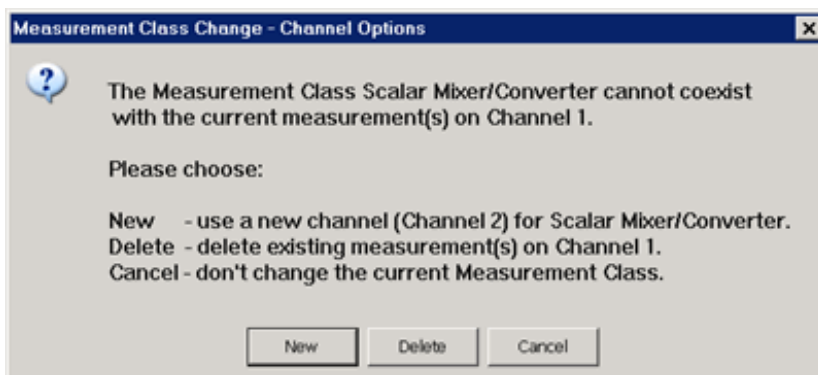 Measurement Class Change - Channel Options
The Measurement Class Scalar Mixer/Converter cannot coexist
with the current measurement(s) on Channel 1.
Please choose:
New - use a new channel (Channel 2) for Scalar Mixer/Converter.
Delete - delete existing measurement(s) on Channel 1.
Cancel - don't change the current Measurement Class.
New Delete Cancel